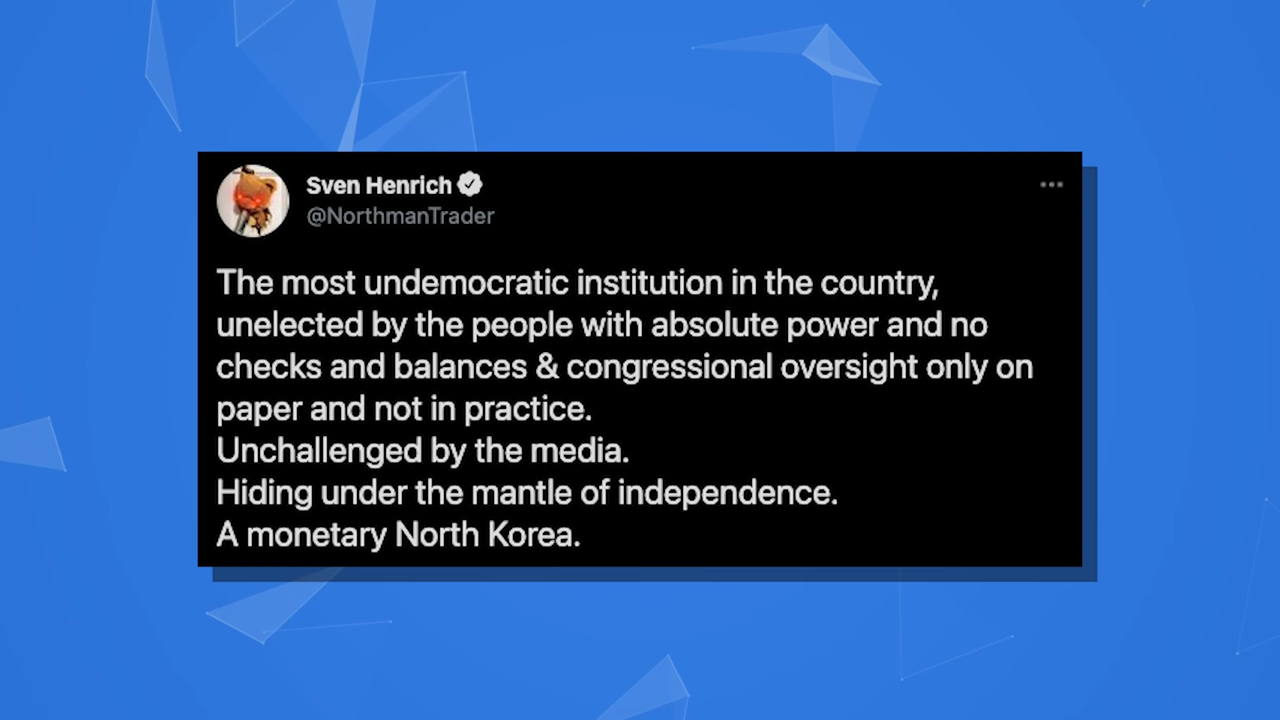 Sven Henrich
@NorthmanTrader
The most undemocratic institution in the country,
unelected by the people with absolute power and no
checks and balances & congressional oversight only on
paper and not in practice.
Unchallenged by the media.
Hiding under the mantle of independence.
A monetary North Korea.